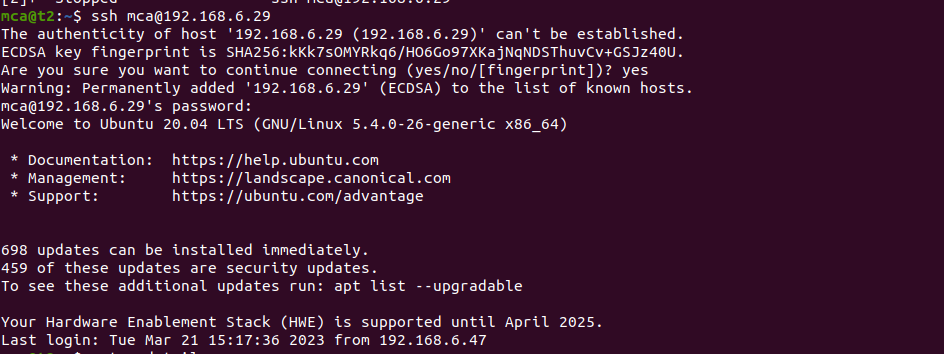 mca@t2:~$ ssh mca@192.168.6.29
The authenticity of host '192.168.6.29 (192.168.6.29)' can't be established.
ECDSA key fingerprint is SHA256:kKk7sOMYRkq6/HO6Go97XKajNqNDSThuvCv+GSJz40U.
Are you sure you want to continue connecting (yes/no/[fingerprint])? yes
Warning: Permanently added '192.168.6.29' (ECDSA) to the list of known hosts.
mca@192.168.6.29's password:
Welcome to Ubuntu 20.04 LTS (GNU/Linux 5.4.0-26-generic x86_64)
* Documentation: https://help.ubuntu.com
* Management: https://landscape.canonical.com
* Support: https://ubuntu.com/advantage
698 updates can be installed immediately.
459 of these updates are security updates.
To see these additional updates run: apt list --upgradable
Your Hardware Enablement Stack (HWE) is supported until April 2025.
Last login: Tue Mar 21 15:17:36 2023 from 192.168.6.47